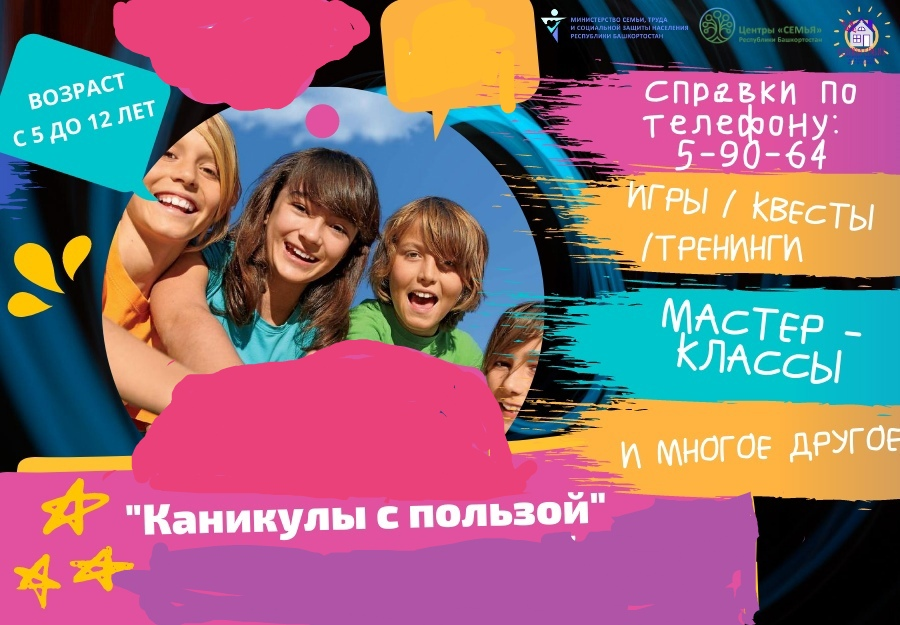 МИНИСТЕРСТВО СЕМЬИ, ТРУДА
И СОЦИАЛЬНОЙ ЗАЩИТЫ НАСЕЛЕНИЯ
РЕСПУБЛИКИ БАШКОРТОСТАН
Центры «СЕМЬЯ»
Республики Башкортостан
ВОЗРАСТ
С 5 ДО 12 ЛЕТ
справки по
телефону:
5-90-64
ИГРЫ / КВЕСТЫ
/ТРЕНИНГИ
МАСТЕР -
КЛАССЫ
И МНОГОЕ ДРУГОЕ
"Каникулы с пользой"